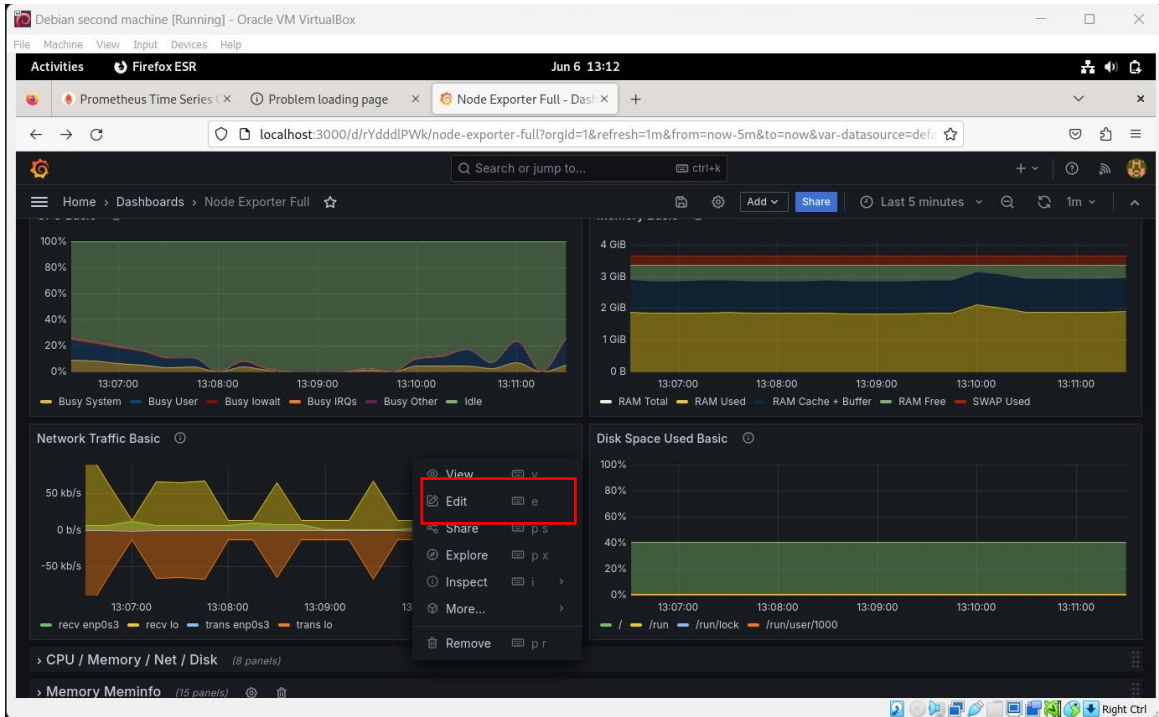 Debian second machine [Running] - Oracle VM VirtualBox
File Machine View Input Devices Help
Activities Firefox ESR Jun 6 13:12
Prometheus Time Series Problem loading page Node Exporter Full - Dash
localhost:3000/d/rYdddlPWk/node-exporter-full?orgId=1&refresh=1m&from=now-5m&to=now&var-datasource=defa
Search or jump to... ctrl+k
Home › Dashboards › Node Exporter Full Add Share Last 5 minutes 1m
100%
80%
60%
40%
20%
0%
13:07:00 13:08:00 13:09:00 13:10:00 13:11:00
Busy System Busy User Busy Iowait Busy IRQs Busy Other Idle
4 GiB
3 GiB
2 GiB
1 GiB
0 B
13:07:00 13:08:00 13:09:00 13:10:00 13:11:00
RAM Total RAM Used RAM Cache + Buffer RAM Free SWAP Used
Network Traffic Basic
50 kb/s
0 b/s
-50 kb/s
13:07:00 13:08:00 13:09:00 13
recv enp0s3 recv lo trans enp0s3 trans lo
View v
Edit e
Share p s
Explore p x
Inspect i
More...
Remove p r
Disk Space Used Basic
100%
80%
60%
40%
20%
0%
13:07:00 13:08:00 13:09:00 13:10:00 13:11:00
/ /run /run/lock /run/user/1000
CPU / Memory / Net / Disk (8 panels)
Memory Meminfo (15 panels)
Right Ctrl